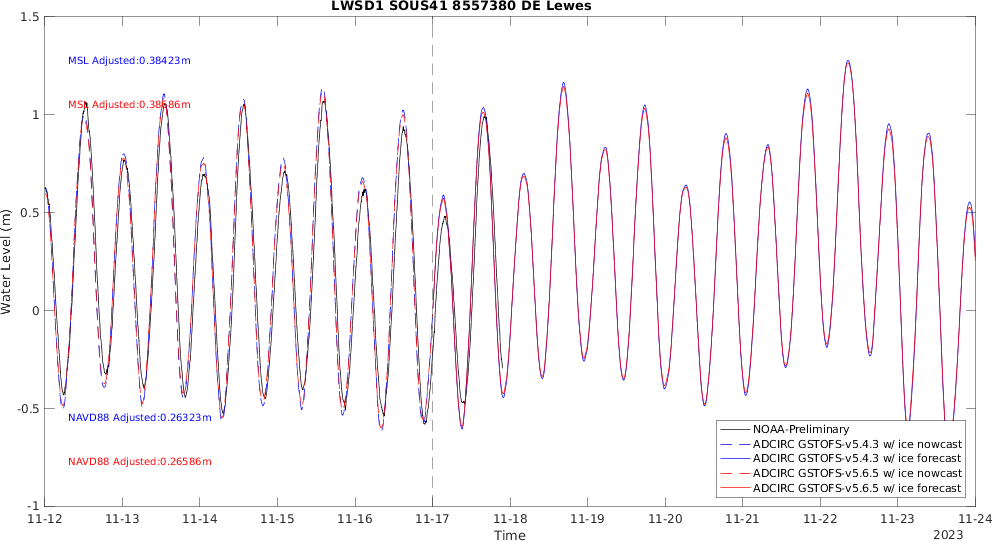 LWSD1 SOUS41 8557380 DE Lewes
1.5
1
0.5
0
-0.5
-1
Water Level (m)
MSL Adjusted:0.38423m
MSL Adjusted:0.38686m
NAVD88 Adjusted:0.26323m
NAVD88 Adjusted:0.26586m
NOAA-Preliminary
ADCIRC GSTOFS-v5.4.3 w/ ice nowcast
ADCIRC GSTOFS-v5.4.3 w/ ice forecast
ADCIRC GSTOFS-v5.6.5 w/ ice nowcast
ADCIRC GSTOFS-v5.6.5 w/ ice forecast
11-12 11-13 11-14 11-15 11-16 11-17 11-18 11-19 11-20 11-21 11-22 11-23 11-24
Time
2023